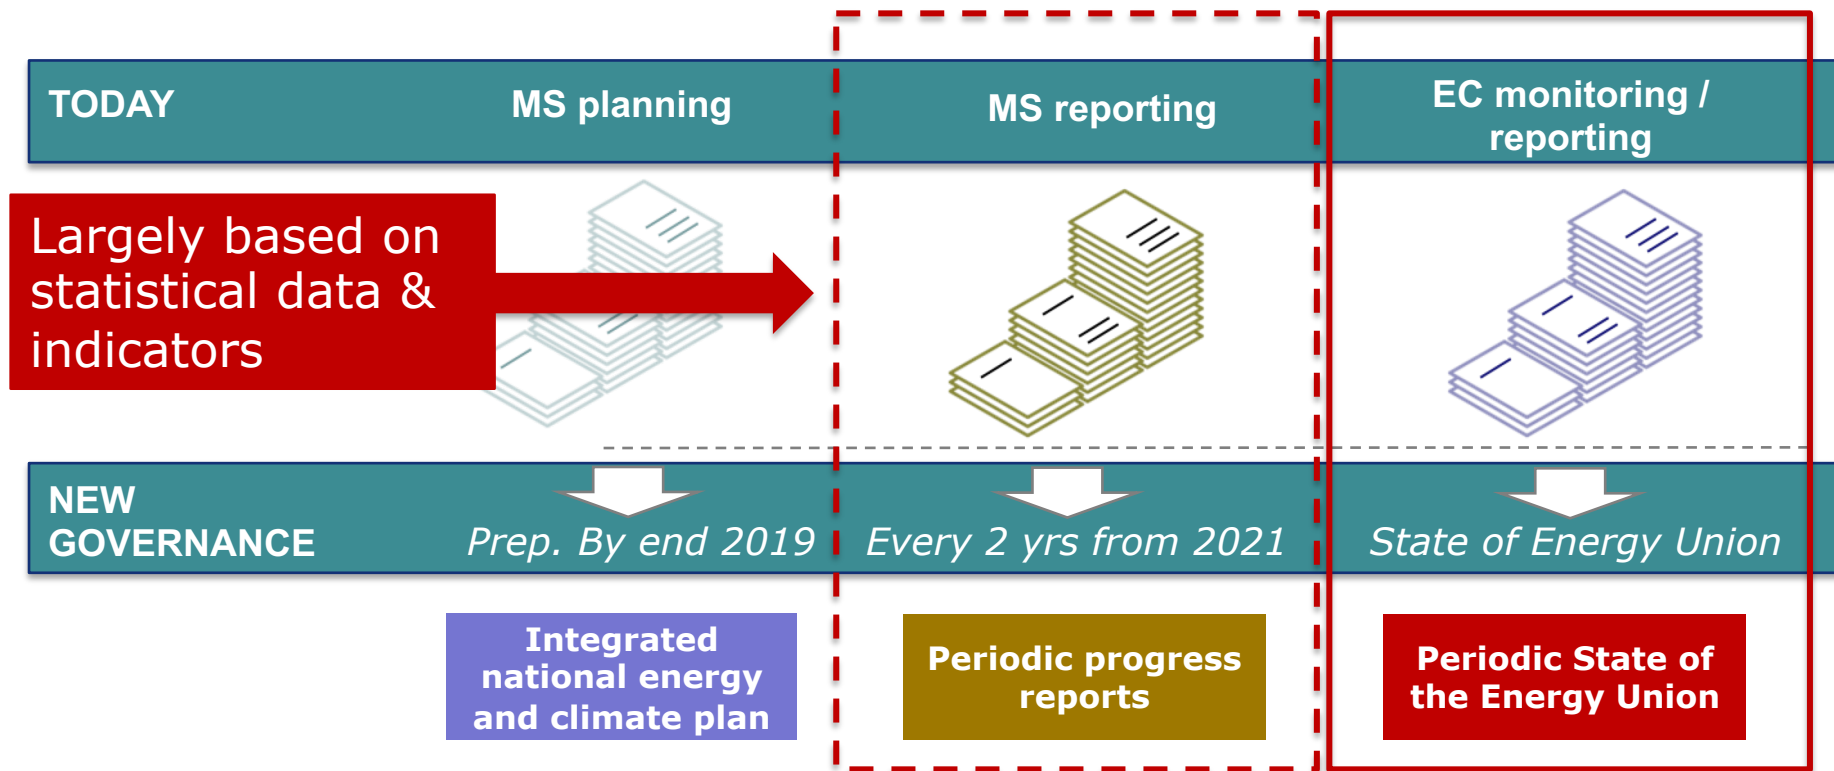 TODAY
MS planning
MS reporting
EC monitoring /
reporting
Largely based on
statistical data &
indicators
NEW
GOVERNANCE
Prep. By end 2019
Every 2 yrs from 2021
State of Energy Union
Integrated
national energy
and climate plan
Periodic progress
reports
Periodic State of
the Energy Union